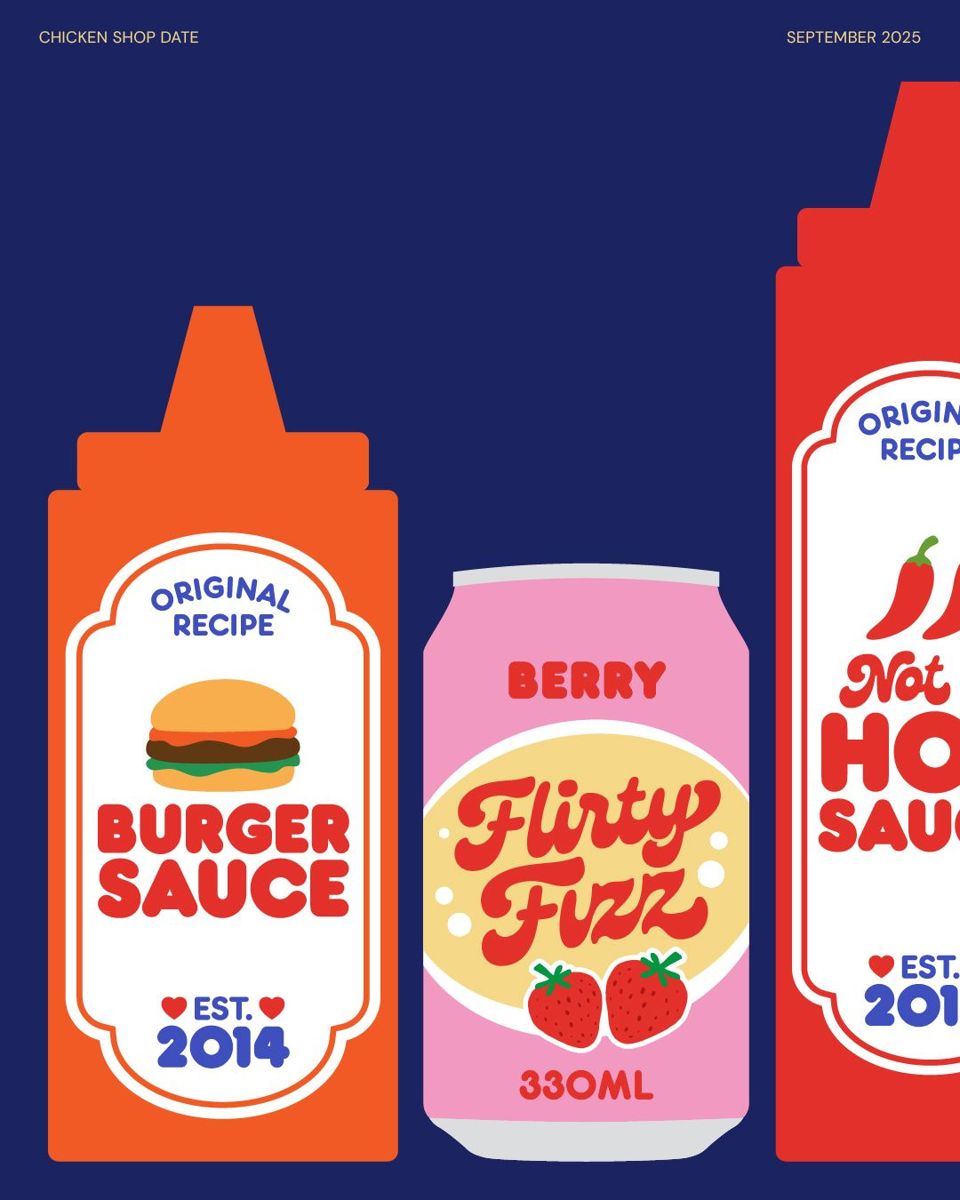 CHICKEN SHOP DATE
SEPTEMBER 2025
ORIGINAL
RECIPE
BURGER
SAUCE
EST.
2014
BERRY
Flirty
Fizz
330ML
ORIGIN
RECIP
Not
HO
SAUC
EST.
201